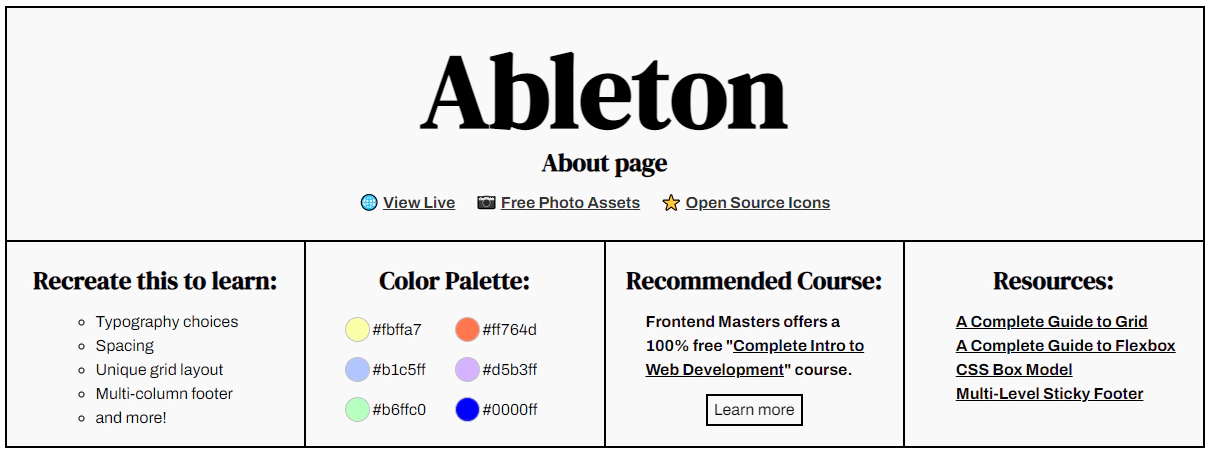 Ableton
About page
View Live Free Photo Assets Open Source Icons
Recreate this to learn:
Typography choices
Spacing
Unique grid layout
Multi-column footer
and more!
Color Palette:
#fbffa7 #ff764d
#b1c5ff #d5b3ff
#b6ffc0 #0000ff
Recommended Course:
Frontend Masters offers a
100% free "Complete Intro to
Web Development" course.
Learn more
Resources:
A Complete Guide to Grid
A Complete Guide to Flexbox
CSS Box Model
Multi-Level Sticky Footer